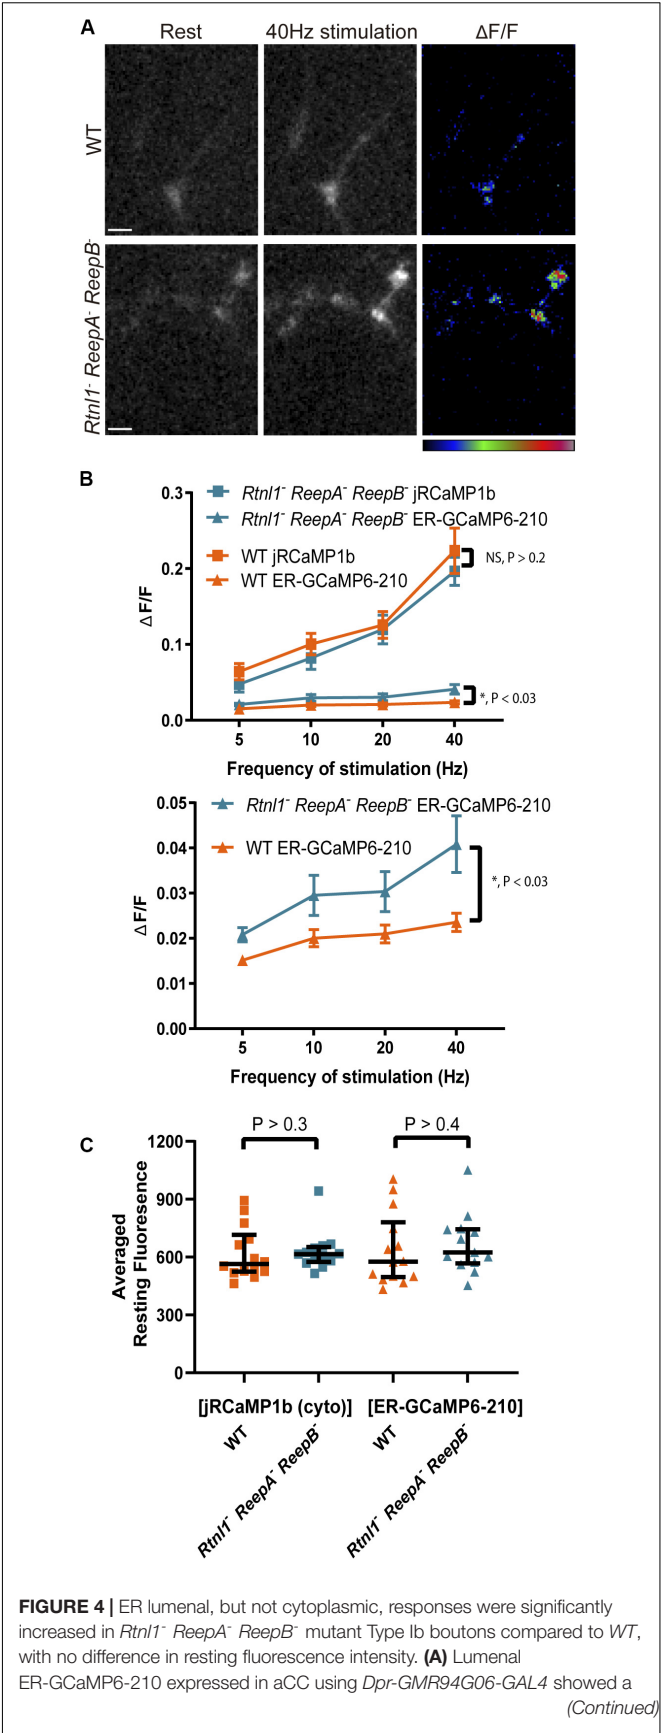 A
Rest 40Hz stimulation ΔF/F
WT
Rtnl1- ReepA- ReepB-
B
Rtnl1- ReepA- ReepB- jRCaMP1b
Rtnl1- ReepA- ReepB- ER-GCaMP6-210
WT jRCaMP1b
WT ER-GCaMP6-210
0.3
0.2
0.1
0.0
ΔF/F
NS, P > 0.2
*, P < 0.03
5 10 20 40
Frequency of stimulation (Hz)
Rtnl1- ReepA- ReepB- ER-GCaMP6-210
WT ER-GCaMP6-210
0.05
0.04
0.03
0.02
0.01
0.00
ΔF/F
*, P < 0.03
5 10 20 40
Frequency of stimulation (Hz)
C
P > 0.3 P > 0.4
1200
900
600
300
0
Averaged
Resting Fluoresence
[jRCaMP1b (cyto)] [ER-GCaMP6-210]
WT
Rtnl1- ReepA- ReepB-
WT
Rtnl1- ReepA- ReepB-
FIGURE 4 | ER lumenal, but not cytoplasmic, responses were significantly
increased in Rtnl1- ReepA- ReepB- mutant Type Ib boutons compared to WT,
with no difference in resting fluorescence intensity. (A) Lumenal
ER-GCaMP6-210 expressed in aCC using Dpr-GMR94G06-GAL4 showed a
(Continued)